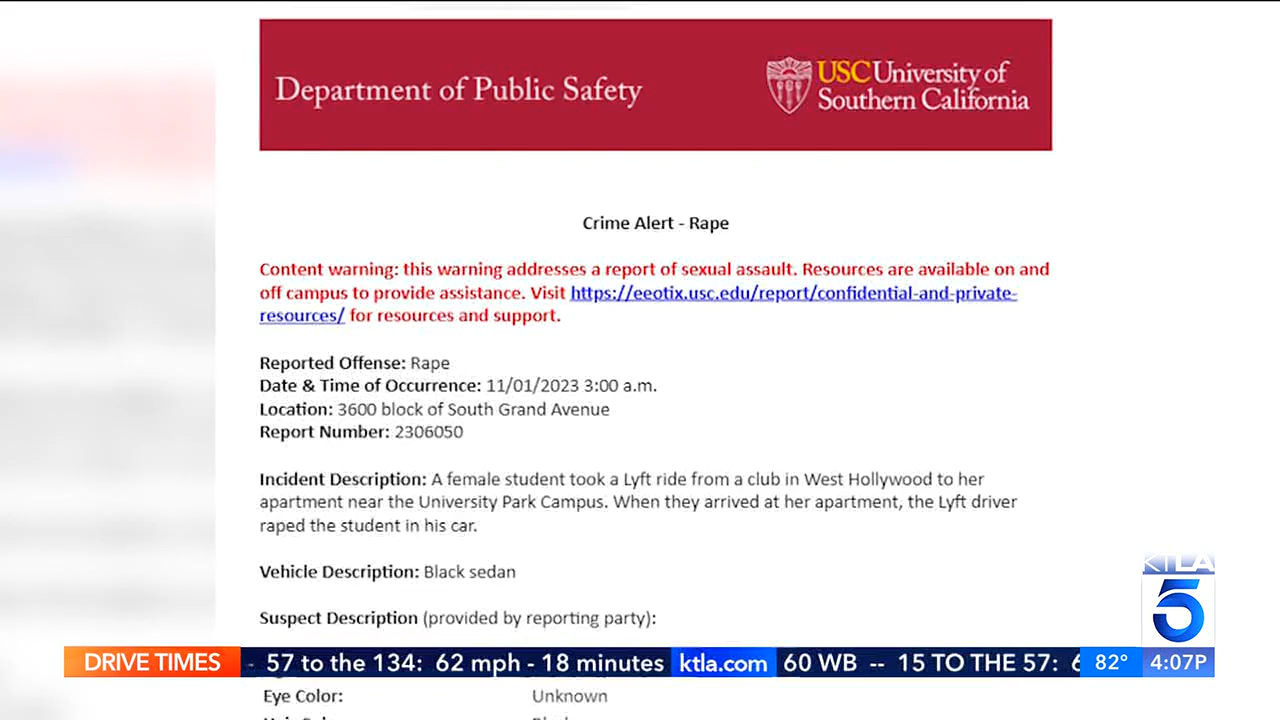 Department of Public Safety
USC University of
Southern California
Crime Alert - Rape
Content warning: this warning addresses a report of sexual assault. Resources are available on and
off campus to provide assistance. Visit https://eeotix.usc.edu/report/confidential-and-private-
resources/ for resources and support.
Reported Offense: Rape
Date & Time of Occurrence: 11/01/2023 3:00 a.m.
Location: 3600 block of South Grand Avenue
Report Number: 2306050
Incident Description: A female student took a Lyft ride from a club in West Hollywood to her
apartment near the University Park Campus. When they arrived at her apartment, the Lyft driver
raped the student in his car.
Vehicle Description: Black sedan
KTLA
5
Suspect Description (provided by reporting party):
DRIVE TIMES - 57 to the 134: 62 mph - 18 minutes ktla.com 60 WB -- 15 TO THE 57: 82° 4:07P
Eye Color: Unknown